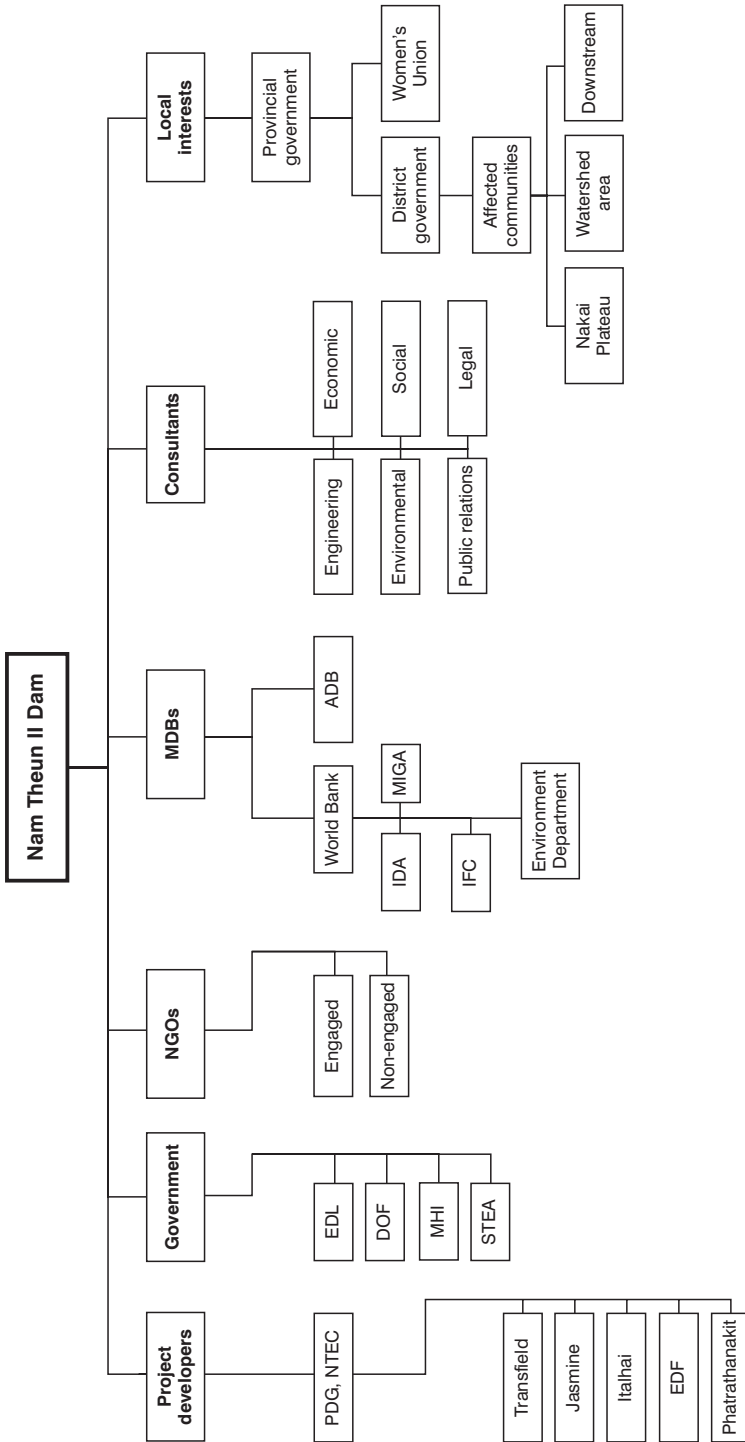 Nam Theun II Dam
Project
developers
PDG, NTEC
Transfield
Jasmine
Italhai
EDF
Phatrathanakit
Government
EDL
DOF
MHI
STEA
NGOs
Engaged
Non-engaged
MDBs
World Bank
ADB
IDA
MIGA
IFC
Environment
Department
Consultants
Engineering
Economic
Environmental
Social
Public relations
Legal
Local
interests
Provincial
government
District
government
Women's
Union
Affected
communities
Nakai
Plateau
Watershed
area
Downstream